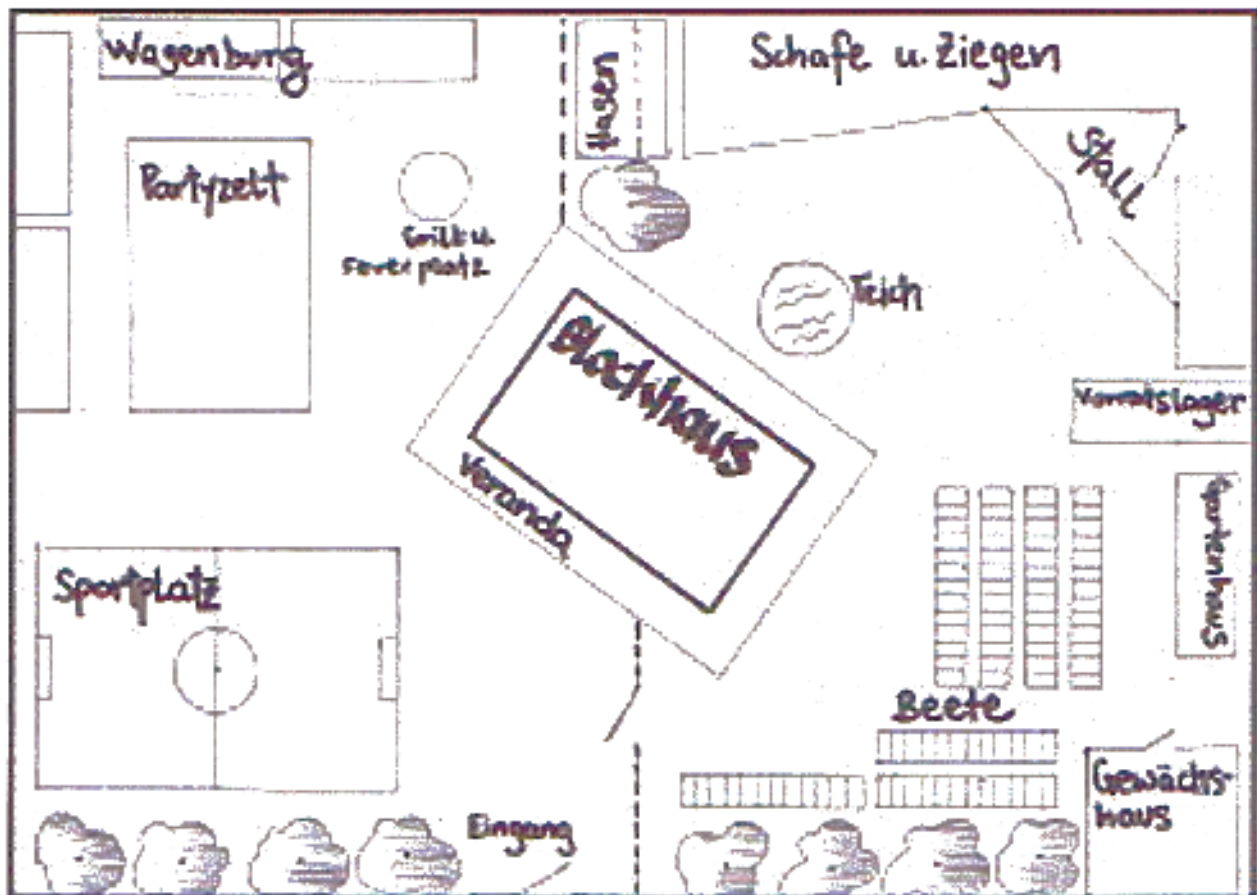 Wagenburg
Hasen
Schafe u. Ziegen
Stall
Partyzelt
Grill u.
Feuerplatz
Teich
Blockhaus
Veranda
Vorratslager
Gartenhaus
Sportplatz
Beete
Gewächs-
haus
Eingang